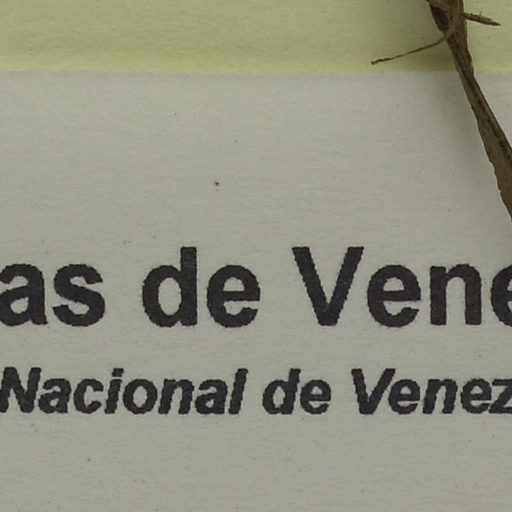 as de Vene
Nacional de Venez